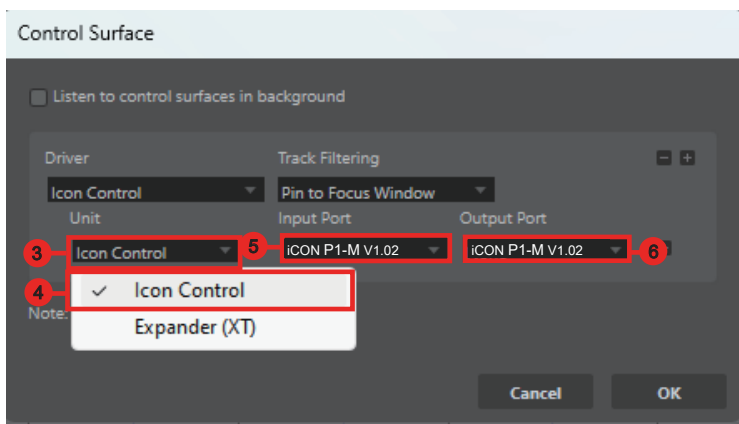 Control Surface
Listen to control surfaces in background
Driver Track Filtering
Icon Control Pin to Focus Window
Unit Input Port Output Port
3 Icon Control 5 iCON P1-M V1.02 iCON P1-M V1.02 6
4 ✓ Icon Control
Note:
Expander (XT)
Cancel OK